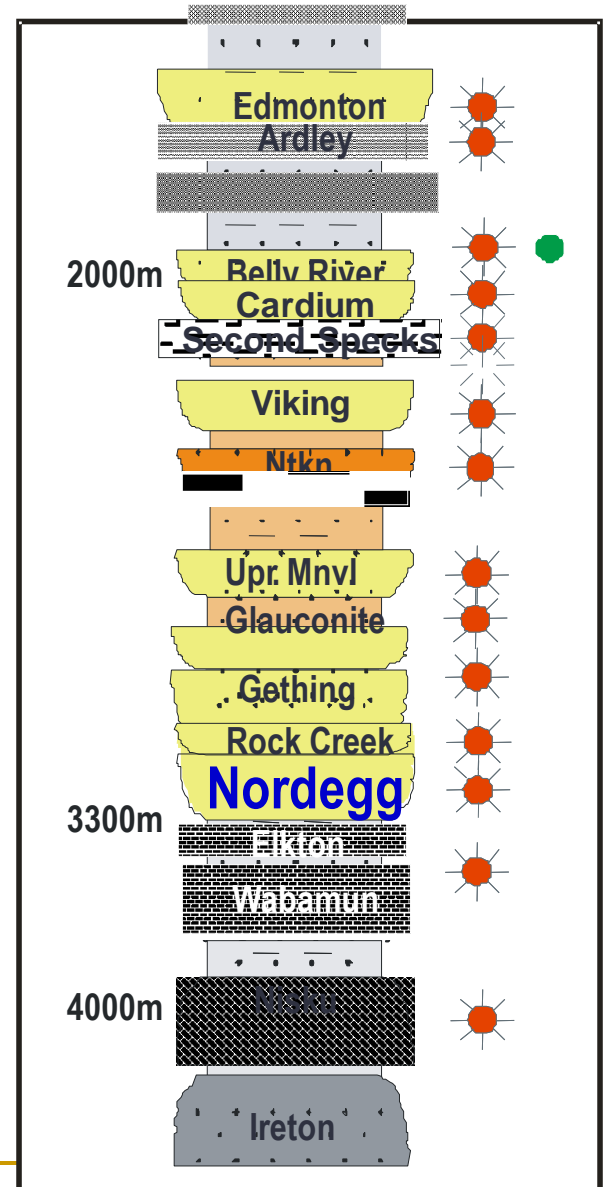 Edmonton
Ardley
2000m
Belly River
Cardium
Second Specks
Viking
Ntkn
Upr. Mnvl
Glauconite
Gething
Rock Creek
Nordegg
3300m
Elkton
Wabamun
4000m
Nisku
Ireton